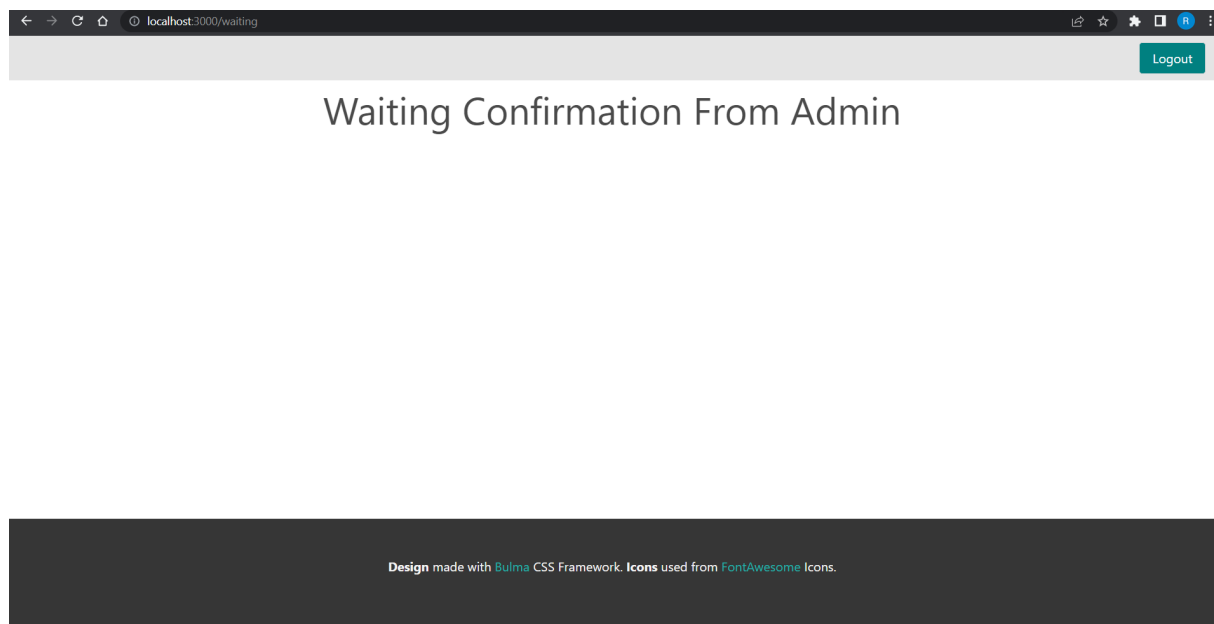 localhost:3000/waiting
R
Logout
Waiting Confirmation From Admin
Design made with Bulma CSS Framework. Icons used from FontAwesome Icons.